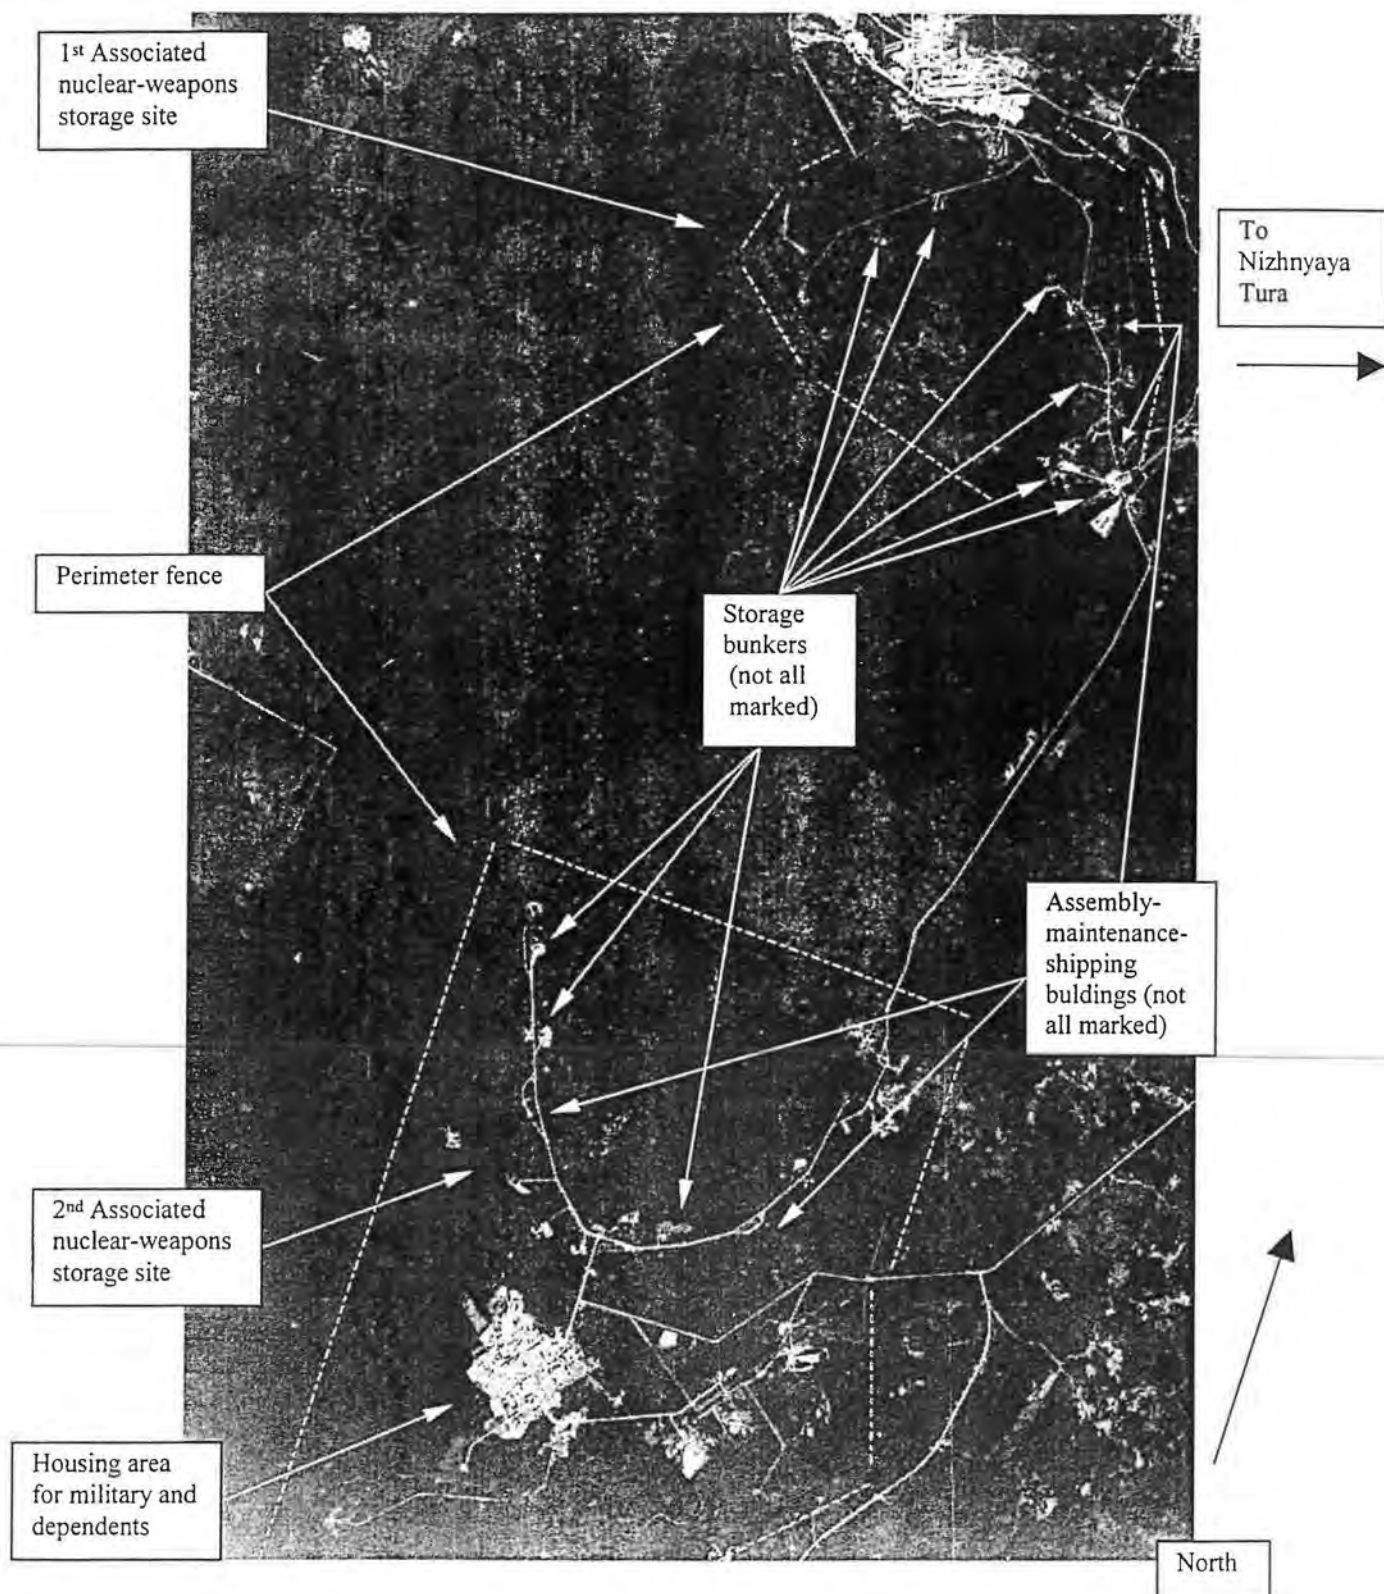 1st Associated
nuclear-weapons
storage site
To
Nizhnyaya
Tura
Perimeter fence
Storage
bunkers
(not all
marked)
Assembly-
maintenance-
shipping
buldings (not
all marked)
2nd Associated
nuclear-weapons
storage site
Housing area
for military and
dependents
North